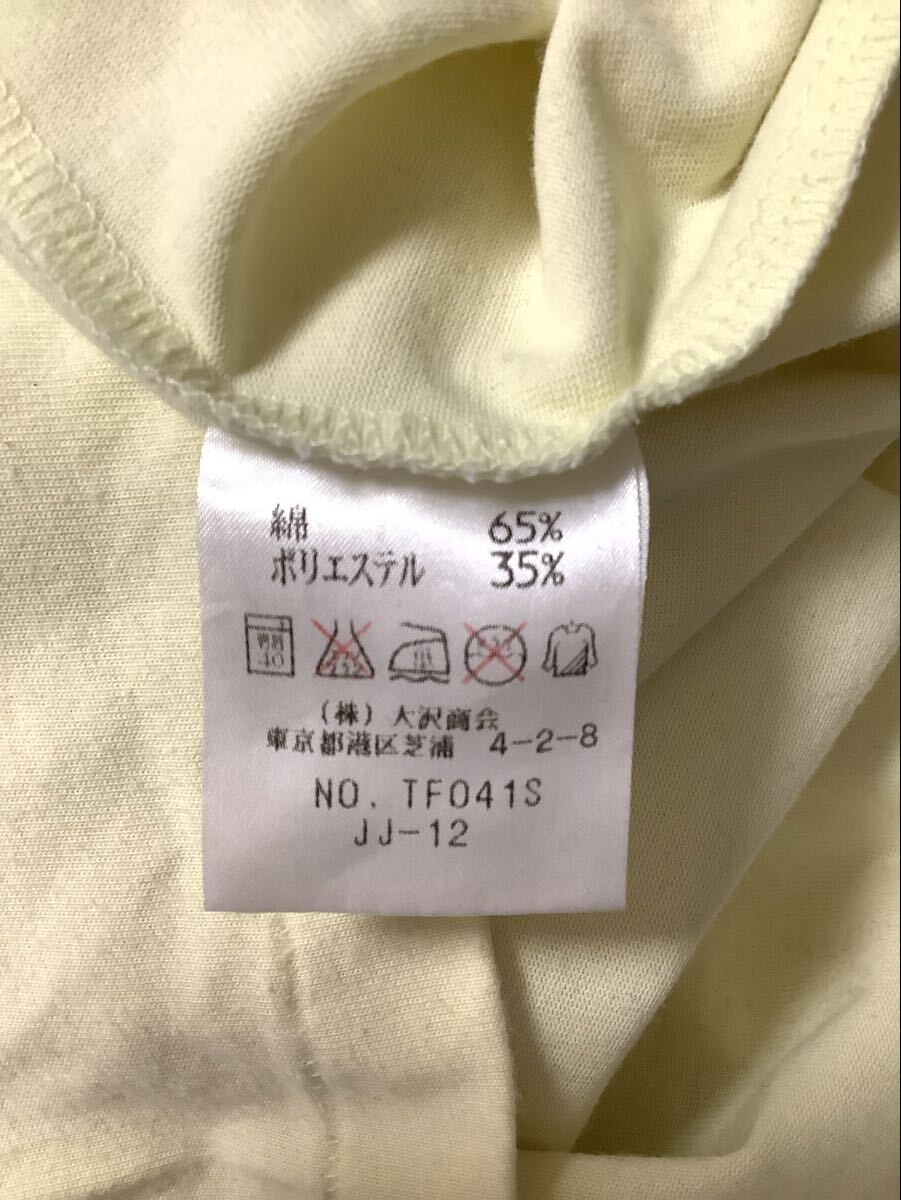 綿 65%
ポリエステル 35%
40
(株) 大沢商会
東京都港区芝浦 4-2-8
NO. TF041S
JJ-12